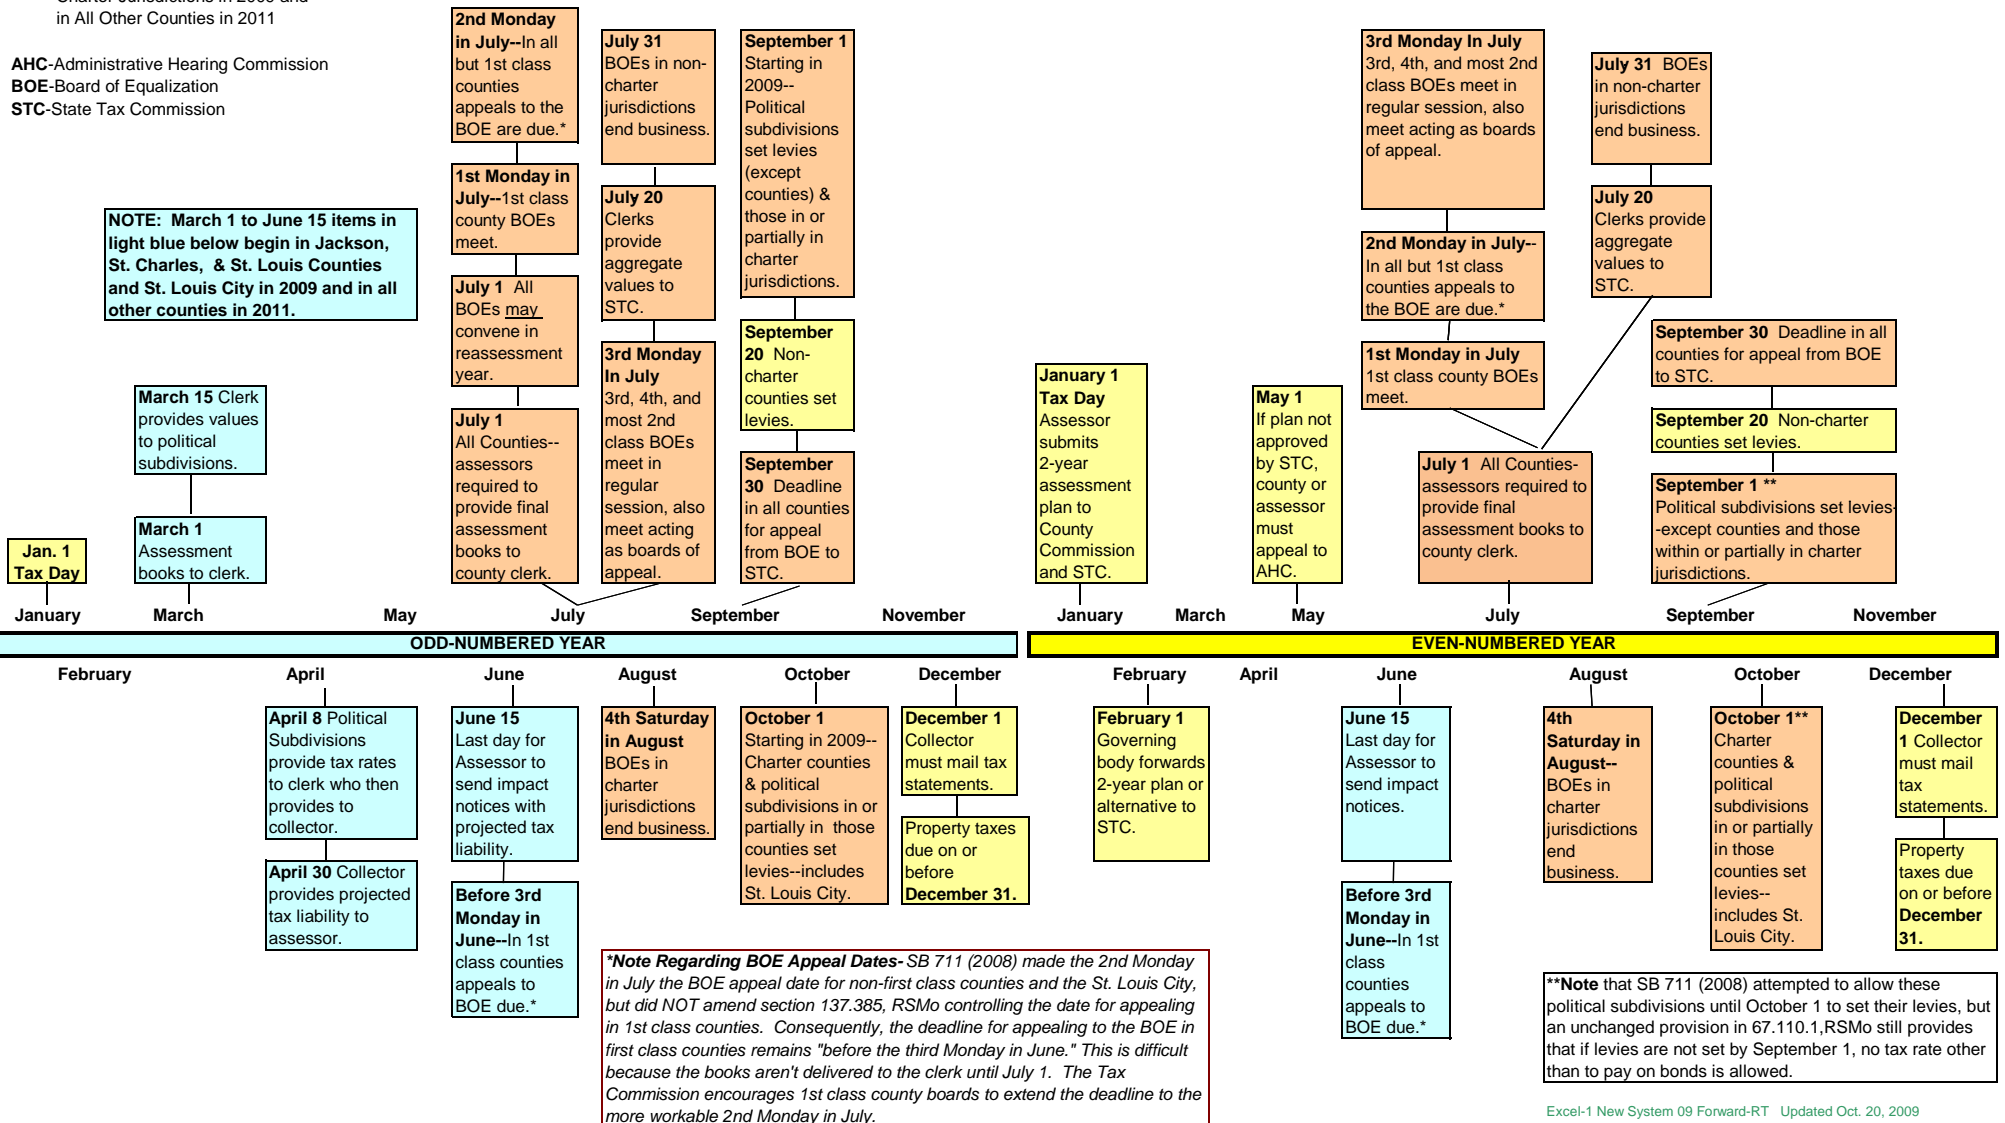 in All Other Counties in 2011
AHC-Administrative Hearing Commission
BOE-Board of Equalization
STC-State Tax Commission
NOTE:  March 1 to June 15 items in
light blue below begin in Jackson,
St. Charles,  & St. Louis Counties
and St. Louis City in 2009 and in all
other counties in 2011.
Jan. 1
Tax Day
March 15 Clerk
provides values
to political
subdivisions.
March 1
Assessment
books to clerk.
2nd Monday
in July--In all
but 1st class
counties
appeals to the
BOE are due.*
1st Monday in
July--1st class
county BOEs
meet.
July 1  All
BOEs may
convene in
reassessment
year.
July 1
All Counties--
assessors
required to
provide final
assessment
books to
county clerk.
July 31
BOEs in non-
charter
jurisdictions
end business.
July 20
Clerks
provide
aggregate
values to
STC.
3rd Monday
In July
3rd, 4th, and
most 2nd
class BOEs
meet in
regular
session, also
meet acting
as boards of
appeal.
September 1
Starting in
2009--
Political
subdivisions
set levies
(except
counties) &
those in or
partially in
charter
jurisdictions.
September
20  Non-
charter
counties set
levies.
September
30  Deadline
in all counties
for appeal
from BOE to
STC.
January 1
Tax Day
Assessor
submits
2-year
assessment
plan to
County
Commission
and STC.
May 1
If plan not
approved
by STC,
county or
assessor
must
appeal to
AHC.
3rd Monday In July
3rd, 4th, and most 2nd
class BOEs meet in
regular session, also
meet acting as boards
of appeal.
2nd Monday in July--
In all but 1st class
counties appeals to
the BOE are due.*
1st Monday in July
1st class county BOEs
meet.
July 1  All Counties-
assessors required to
provide final
assessment books to
county clerk.
July 31  BOEs
in non-charter
jurisdictions
end business.
July 20
Clerks provide
aggregate
values to
STC.
September 30  Deadline in all
counties for appeal from BOE
to STC.
September 20  Non-charter
counties set levies.
September 1 **
Political subdivisions set levies-
-except counties and those
within or partially in charter
jurisdictions.
January March May July September November January March May July September November
ODD-NUMBERED YEAR EVEN-NUMBERED YEAR
February April June August October December February April June August October December
April 8 Political
Subdivisions
provide tax rates
to clerk who then
provides to
collector.
April 30 Collector
provides projected
tax liability to
assessor.
June 15
Last day for
Assessor to
send impact
notices with
projected tax
liability.
Before 3rd
Monday in
June--In 1st
class counties
appeals to
BOE due.*
4th Saturday
in August
BOEs in
charter
jurisdictions
end business.
October 1
Starting in 2009--
Charter counties
& political
subdivisions in or
partially in  those
counties set
levies--includes
St. Louis City.
December 1
Collector
must mail tax
statements.
Property taxes
due on or
before
December 31.
February 1
Governing
body forwards
2-year plan or
alternative to
STC.
June 15
Last day for
Assessor to
send impact
notices.
Before 3rd
Monday in
June--In 1st
class
counties
appeals to
BOE due.*
4th
Saturday in
August--
BOEs in
charter
jurisdictions
end
business.
October 1**
Charter
counties &
political
subdivisions
in or partially
in those
counties set
levies--
includes St.
Louis City.
December
1 Collector
must mail
tax
statements.
Property
taxes due
on or before
December
31.
*Note Regarding BOE Appeal Dates- SB 711 (2008) made the 2nd Monday
in July the BOE appeal date for non-first class counties and the St. Louis City,
but did NOT amend section 137.385, RSMo controlling the date for appealing
in 1st class counties.  Consequently, the deadline for appealing to the BOE in
first class counties remains "before the third Monday in June." This is difficult
because the books aren't delivered to the clerk until July 1.  The Tax
Commission encourages 1st class county boards to extend the deadline to the
more workable 2nd Monday in July.
**Note that SB 711 (2008) attempted to allow these
political subdivisions until October 1 to set their levies, but
an unchanged provision in 67.110.1,RSMo still provides
that if levies are not set by September 1, no tax rate other
than to pay on bonds is allowed.
Excel-1 New System 09 Forward-RT   Updated Oct. 20, 2009